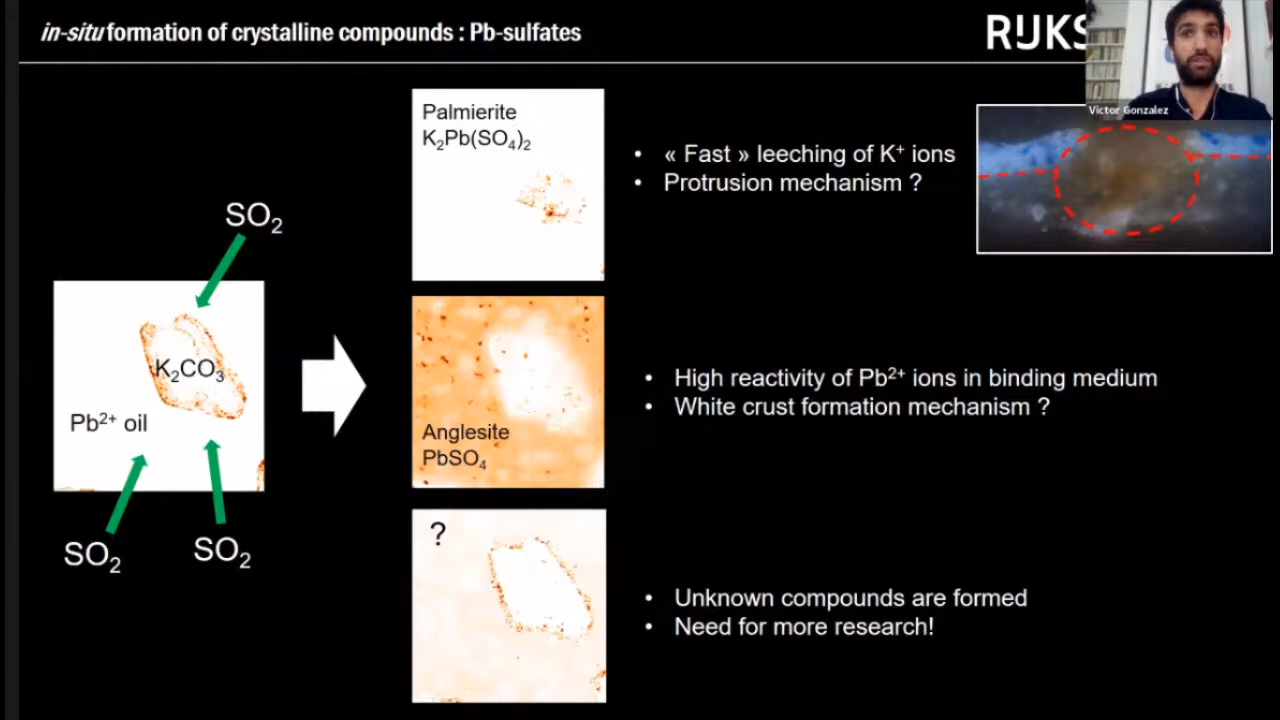 in-situ formation of crystalline compounds : Pb-sulfates
RIJKS
Victor Gonzalez
SO₂
K₂CO₃
Pb²⁺ oil
SO₂
SO₂
Palmierite
K₂Pb(SO₄)₂
• « Fast » leeching of K⁺ ions
• Protrusion mechanism ?
Anglesite
PbSO₄
• High reactivity of Pb²⁺ ions in binding medium
• White crust formation mechanism ?
?
• Unknown compounds are formed
• Need for more research!